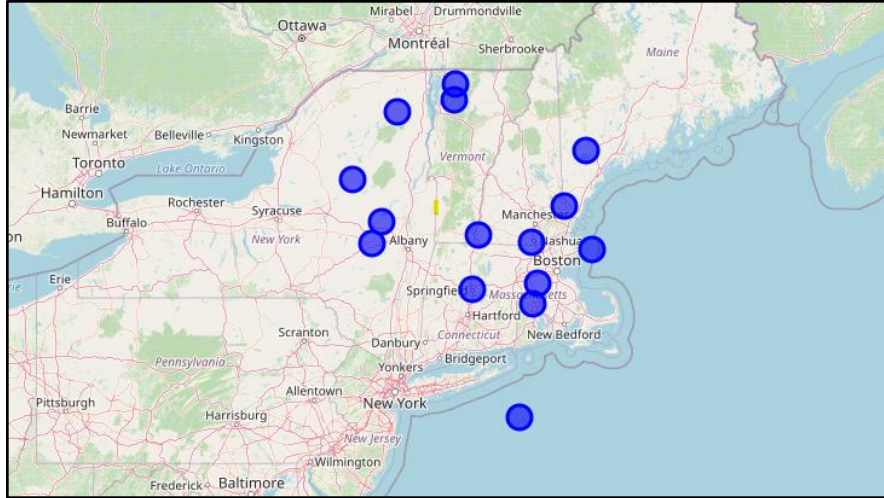 Mirabel
Drummondville
Ottawa
Montréal
Sherbrooke
Maine
Barrie
Newmarket
Belleville
Kingston
Toronto
Lake Ontario
Vermont
Hamilton
Rochester
Syracuse
Manchester
Buffalo
New York
Albany
Nashua
on
Boston
Erie
Springfield
Massachusetts
Hartford
Scranton
Connecticut
New Bedford
Danbury
Bridgeport
Pennsylvania
Yonkers
Allentown
New York
Pittsburgh
Harrisburg
New Jersey
Wilmington
Frederick
Baltimore